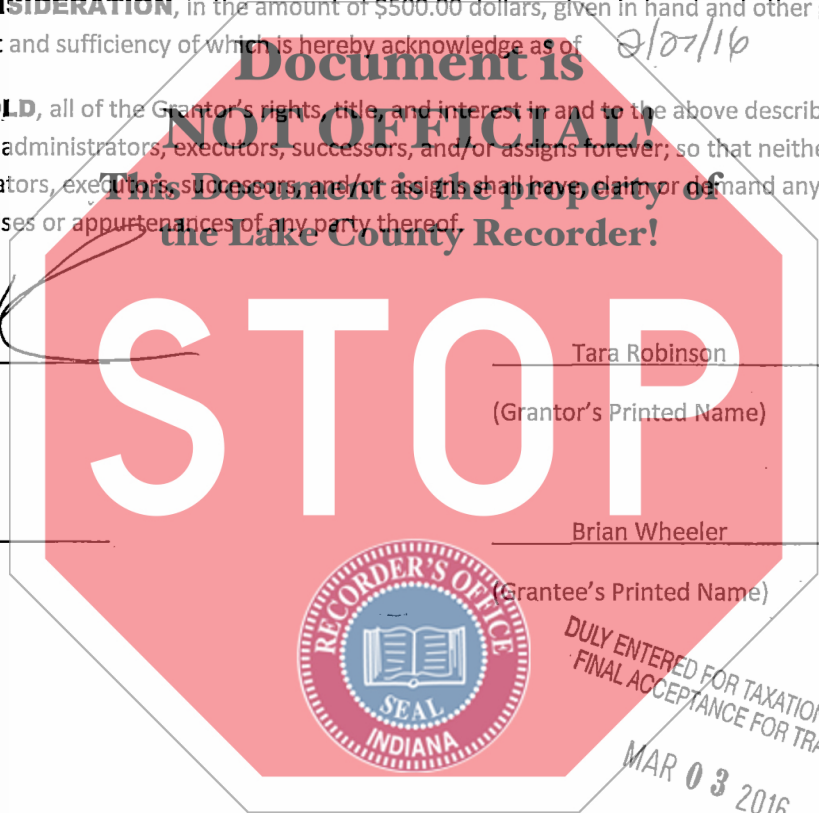 SIDERATION, in the amount of $500.00 dollars, given in hand and other
and sufficiency of which is hereby acknowledge as of 2/07/16
Document is
LD, all of the Grantor's rights, title, and interest in and to the above describ
NOT OFFICIAL!
administrators, executors, successors, and/or assigns forever; so that neithe
This Document is the property of
ators, executors, successors, and/or assigns shall have, claim or demand any
ses or appurtenances of any party thereof.
the Lake County Recorder!
STOP
Tara Robinson
(Grantor's Printed Name)
Brian Wheeler
(Grantee's Printed Name)
RECORDER'S OFFICE
SEAL
INDIANA
DULY ENTERED FOR TAXATION
FINAL ACCEPTANCE FOR TRA
MAR 03 2016